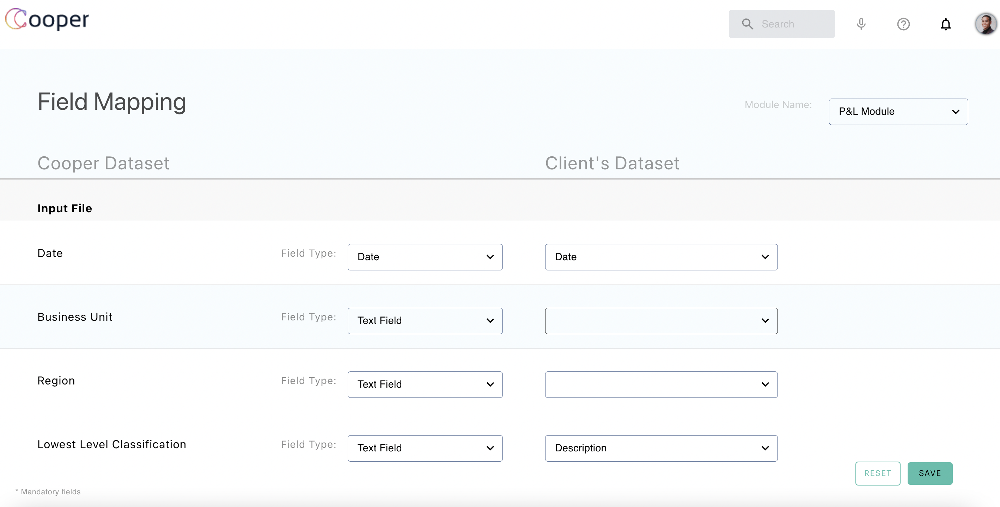 Cooper
Search
Field Mapping
Module Name:
P&L Module
Cooper Dataset
Client's Dataset
Input File
Date
Field Type:
Date
Date
Business Unit
Field Type:
Text Field
Region
Field Type:
Text Field
Lowest Level Classification
Field Type:
Text Field
Description
RESET
SAVE
* Mandatory fields